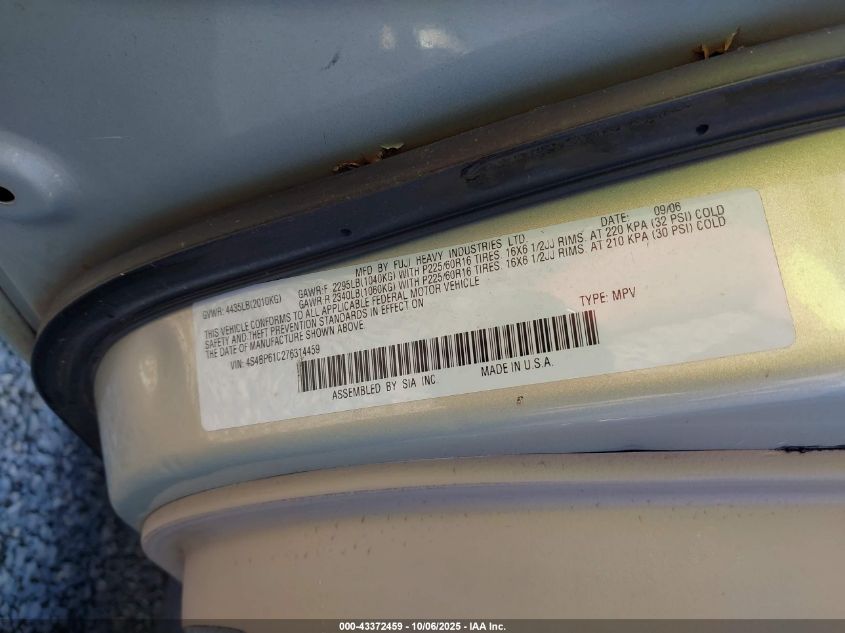 MFD BY FUJI HEAVY INDUSTRIES LTD. DATE: 09/06
GVWR: 4435LB(2010KG) GAWR:F 2295LB(1040KG) WITH P225/60R16 TIRES. 16X6 1/2JJ RIMS. AT 220 KPA (32 PSI) COLD
GAWR:R 2340LB(1060KG) WITH P225/60R16 TIRES. 16X6 1/2JJ RIMS. AT 210 KPA (30 PSI) COLD
THIS VEHICLE CONFORMS TO ALL APPLICABLE FEDERAL MOTOR VEHICLE
SAFETY AND THEFT PREVENTION STANDARDS IN EFFECT ON
THE DATE OF MANUFACTURE SHOWN ABOVE.
VIN: 4S4BP61C276314459 TYPE: MPV
ASSEMBLED BY SIA INC. MADE IN U.S.A.
000-43372459 • 10/06/2025 - IAA Inc.